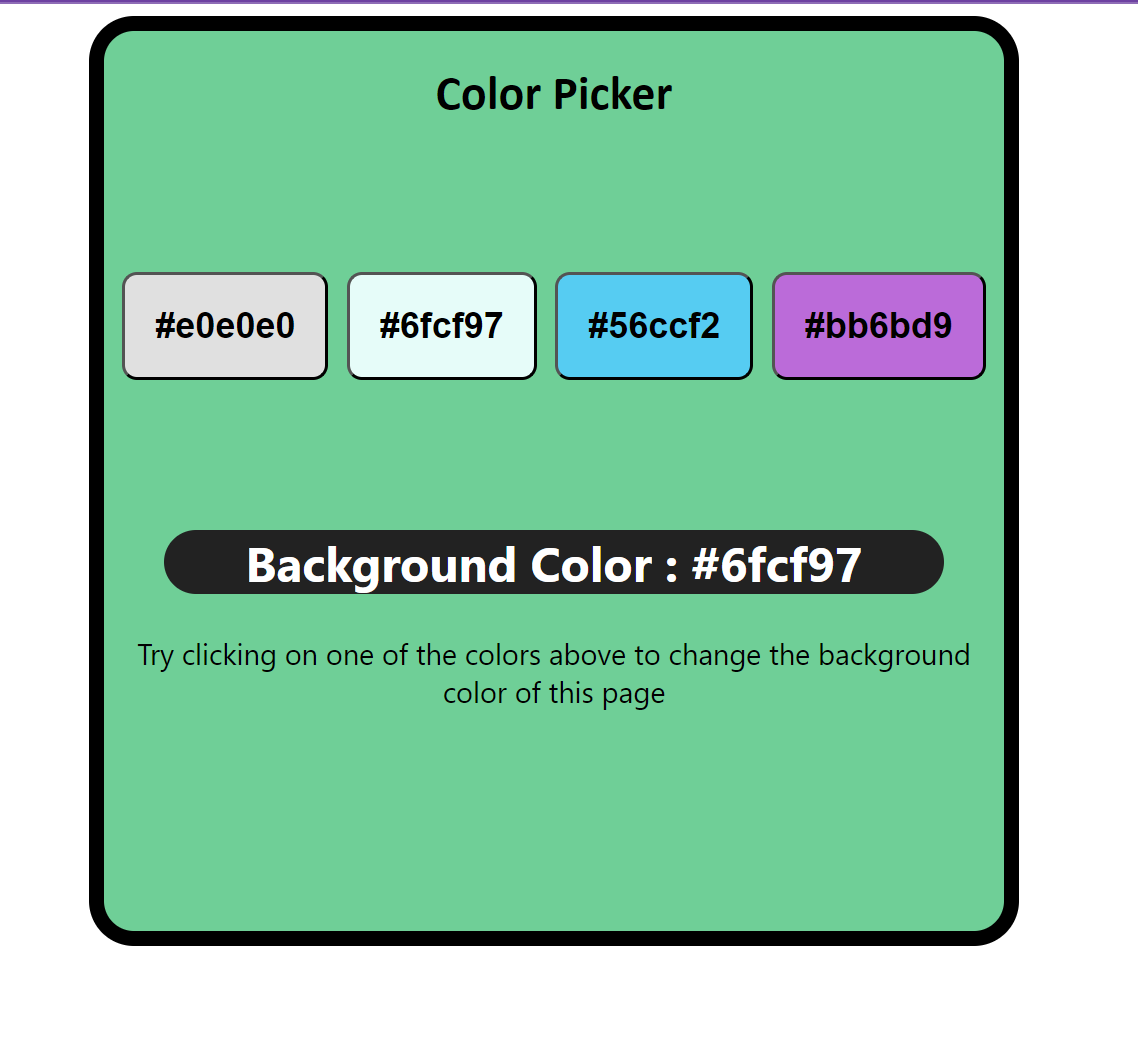 Color Picker
#e0e0e0 #6fcf97 #56ccf2 #bb6bd9
Background Color : #6fcf97
Try clicking on one of the colors above to change the background
color of this page